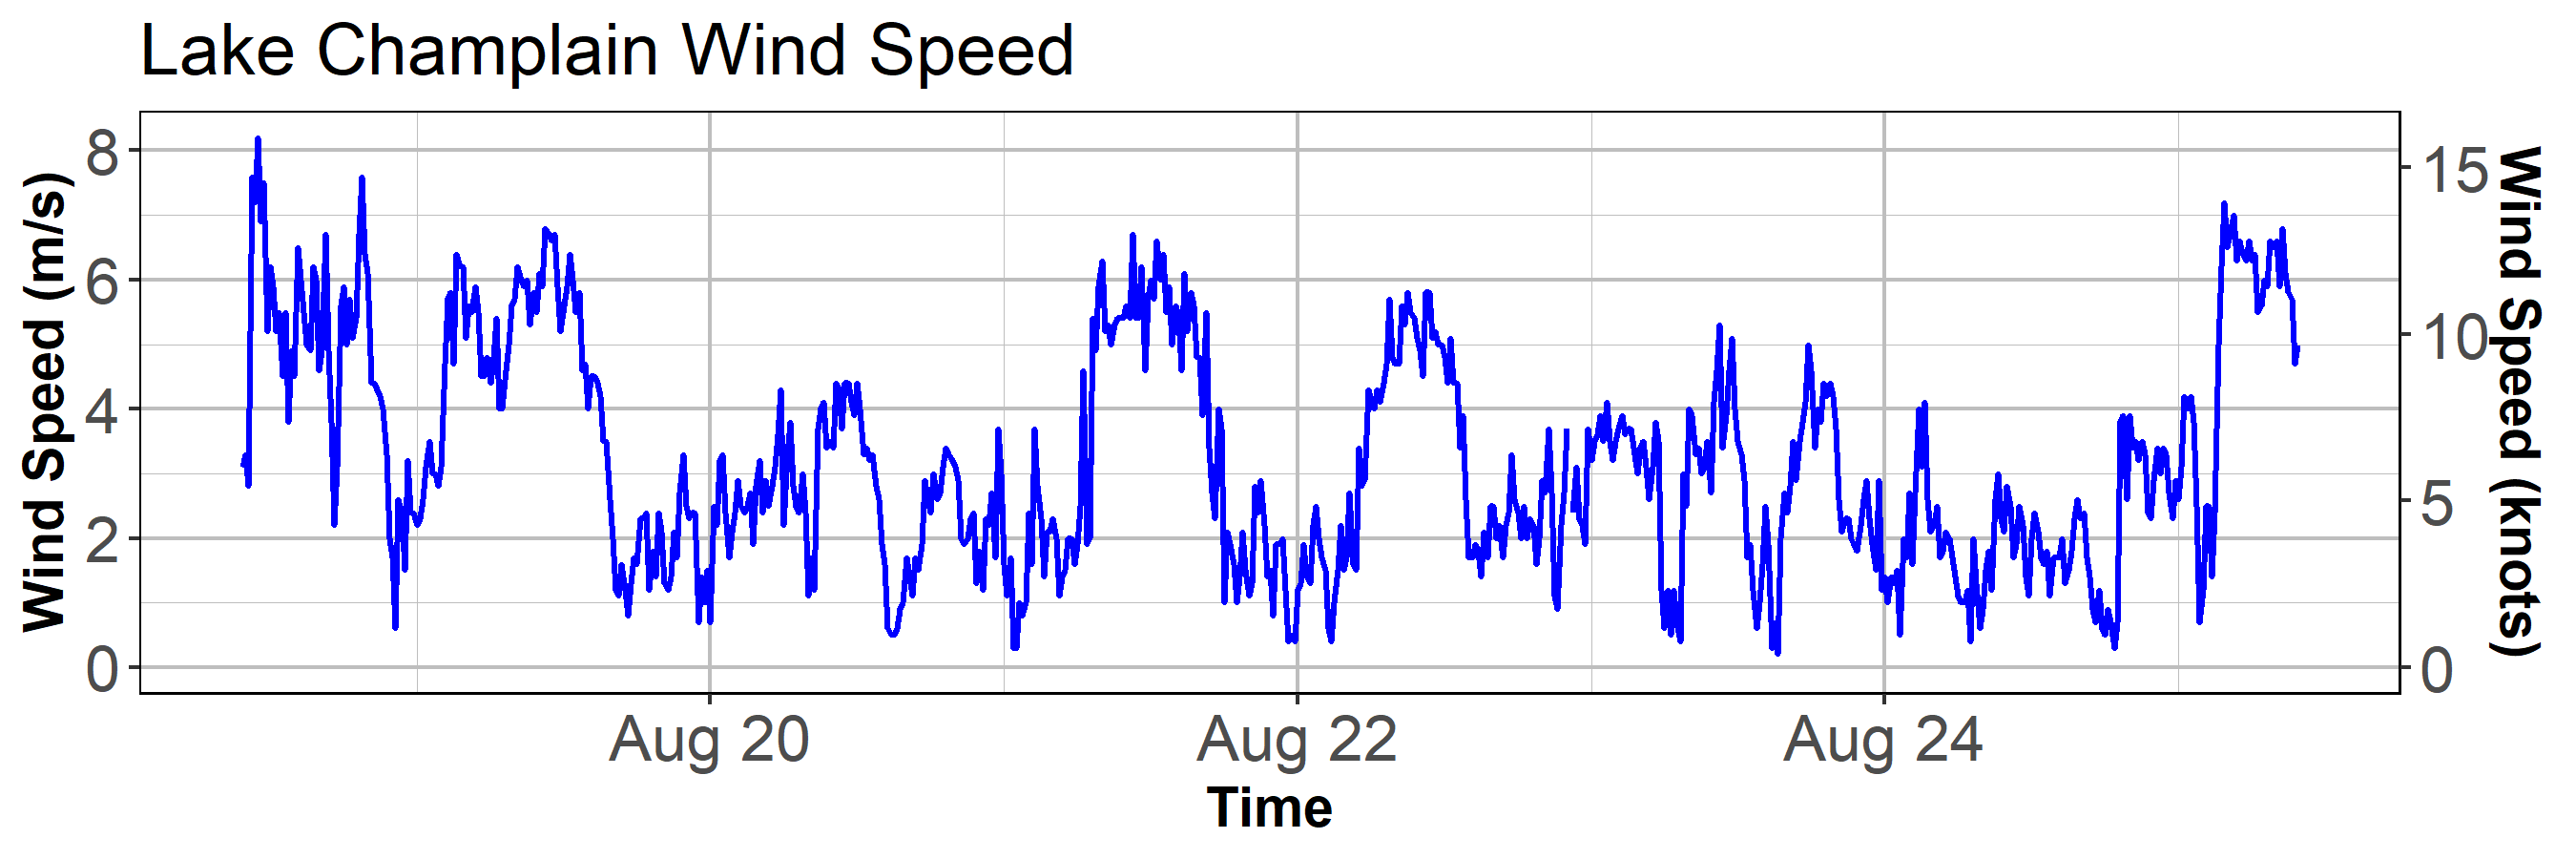 Lake Champlain Wind Speed
Wind Speed (m/s)
8
6
4
2
0
15
10
5
0
Wind Speed (knots)
Aug 20
Aug 22
Aug 24
Time